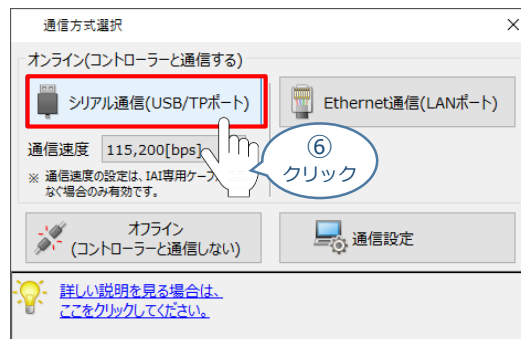 通信方式選択
オンライン(コントローラーと通信する)
シリアル通信(USB/TPポート)
Ethernet通信(LANポート)
通信速度 115,200[bps]
⑥
クリック
※ 通信速度の設定は、IAI専用ケーブル
なぐ場合のみ有効です。
オフライン
(コントローラーと通信しない)
通信設定
詳しい説明を見る場合は、
ここをクリックしてください。